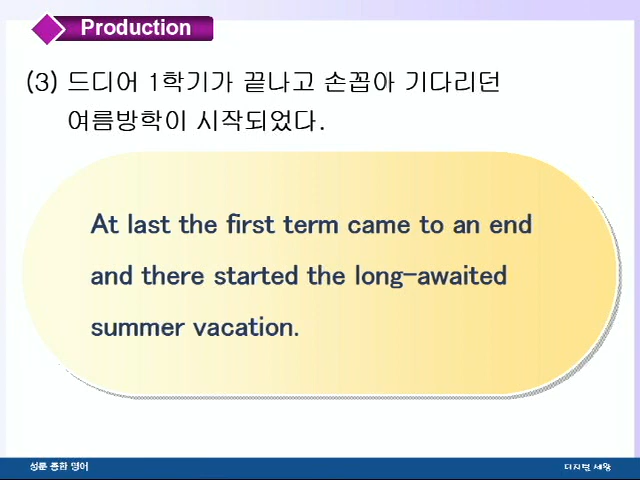 Production
(3) 드디어 1학기가 끝나고 손꼽아 기다리던
여름방학이 시작되었다.
At last the first term came to an end
and there started the long-awaited
summer vacation.
성문 종합 영어
디지털 세왕